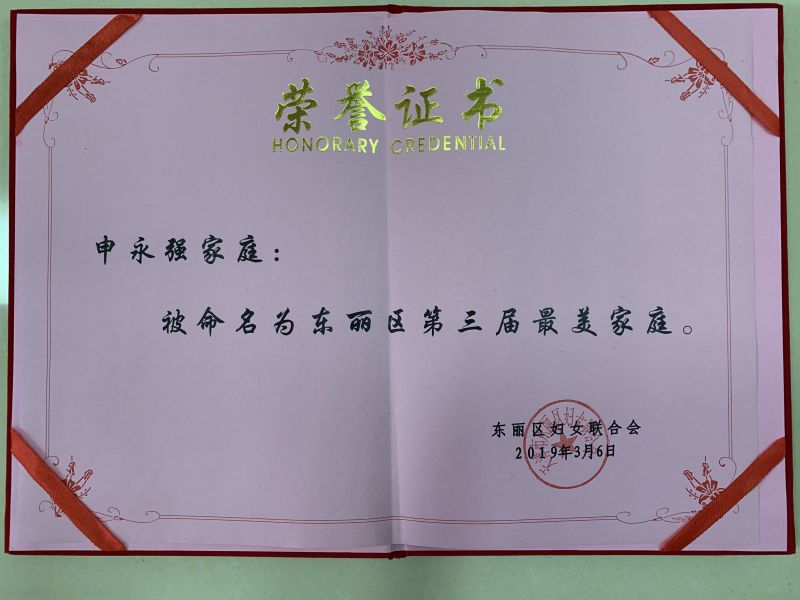 荣誉证书
HONORARY CREDENTIAL
申永强家庭：
被命名为东丽区第三届最美家庭。
东丽区妇女联合会
2019年3月6日